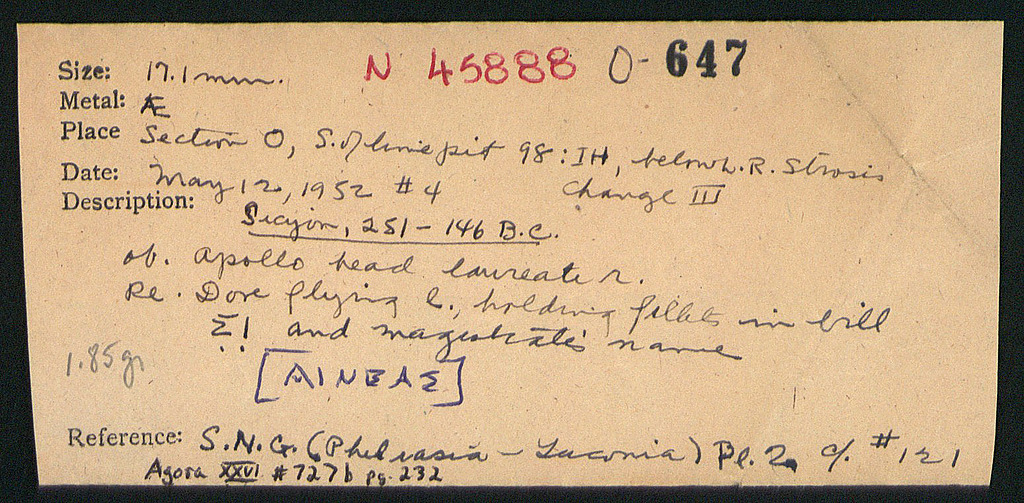 Size: 17.1 mm. N 45888 O-647
Metal: Æ
Place Section O, S. of lime pit 98:IH, below L.R. Strosis
Date: May 12, 1952 #4 Change III
Description:
Sicyon, 251-146 B.C.
ob. Apollo head laureate r.
Re. Dove flying l., holding fillets in bill
ΣΙ and magistrate's name
1.85 gr
[ΑΙΝΕΑΣ]
Reference: S.N.G. (Phliasia - Laconia) Pl. 2, cf. #121
Agora XXVI #727b pg. 232